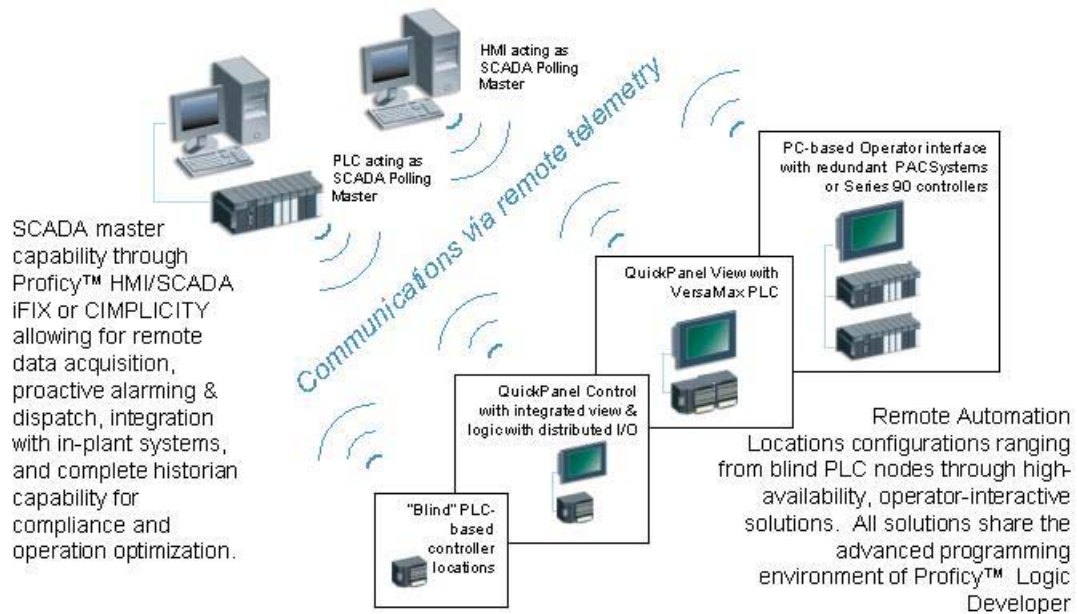 HMI acting as
SCADA Polling
Master
PLC acting as
SCADA Polling
Master
SCADA master
capability through
Proficy™ HMI/SCADA
iFIX or CIMPLICITY
allowing for remote
data acquisition,
proactive alarming &
dispatch, integration
with in-plant systems,
and complete historian
capability for
compliance and
operation optimization.
Communications via remote telemetry
PC-based Operator interface
with redundant PACSystems
or Series 90 controllers
QuickPanel View with
VersaMax PLC
QuickPanel Control
with integrated view &
logic with distributed I/O
"Blind" PLC-
based
controller
locations
Remote Automation
Locations configurations ranging
from blind PLC nodes through high-
availability, operator-interactive
solutions. All solutions share the
advanced programming
environment of Proficy™ Logic
Developer